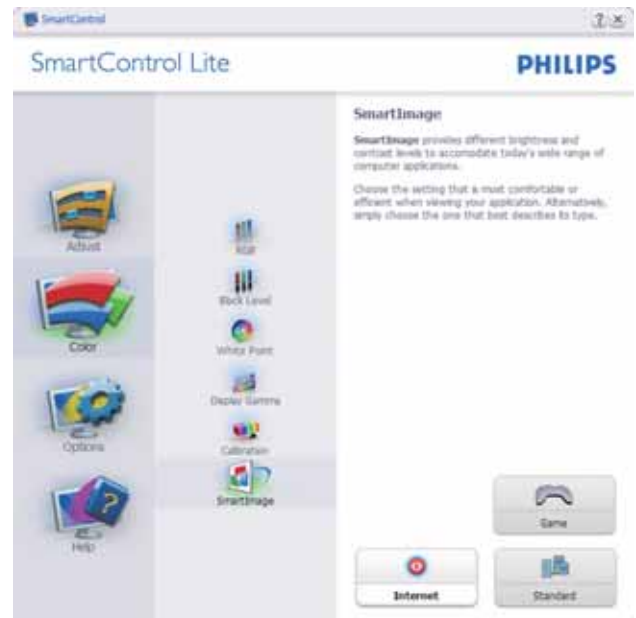 SmartControl
? ×
SmartControl Lite
PHILIPS
Adjust
Color
Options
Help
RGB
Black Level
White Point
Display Gamma
Calibration
SmartImage
SmartImage
SmartImage provides different brightness and
contrast levels to accomodate today's wide range of
computer applications.
Choose the setting that is most comfortable or
efficient when viewing your application. Alternatively,
simply choose the one that best describes its type.
Game
Internet
Standard